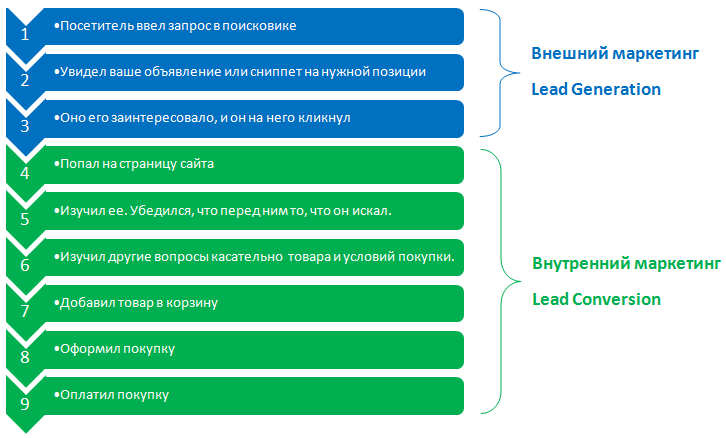 1
•Посетитель ввел запрос в поисковике
2
•Увидел ваше объявление или сниппет на нужной позиции
3
•Оно его заинтересовало, и он на него кликнул
Внешний маркетинг
Lead Generation
4
•Попал на страницу сайта
5
•Изучил ее. Убедился, что перед ним то, что он искал.
6
•Изучил другие вопросы касательно товара и условий покупки.
7
•Добавил товар в корзину
8
•Оформил покупку
9
•Оплатил покупку
Внутренний маркетинг
Lead Conversion